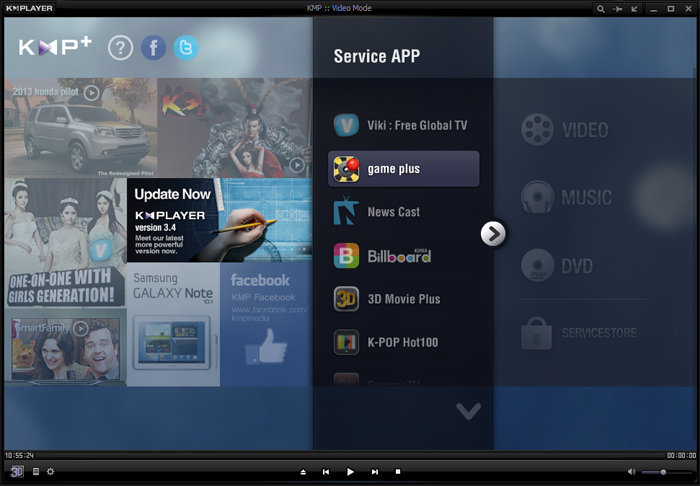 KMPLAYER
KMP :: Video Mode
KMP+
?
f
t
2013 honda pilot
The Redesigned Pilot
K2
ONE-ON-ONE WITH
GIRLS GENERATION!
V
Update Now
KMPLAYER
version 3.4
Meet our latest
more powerful
version now.
SmartFamily
Samsung
GALAXY Note
10.1
facebook
KMP Facebook
www.facebook.com/
kmpmedia
Service APP
V
Viki : Free Global TV
game plus
News Cast
B
Billboard
KOREA
3D
3D Movie Plus
K-POP Hot100
VIDEO
MUSIC
DVD
DVD
SERVICESTORE
10:55:24
00:00:00
3D